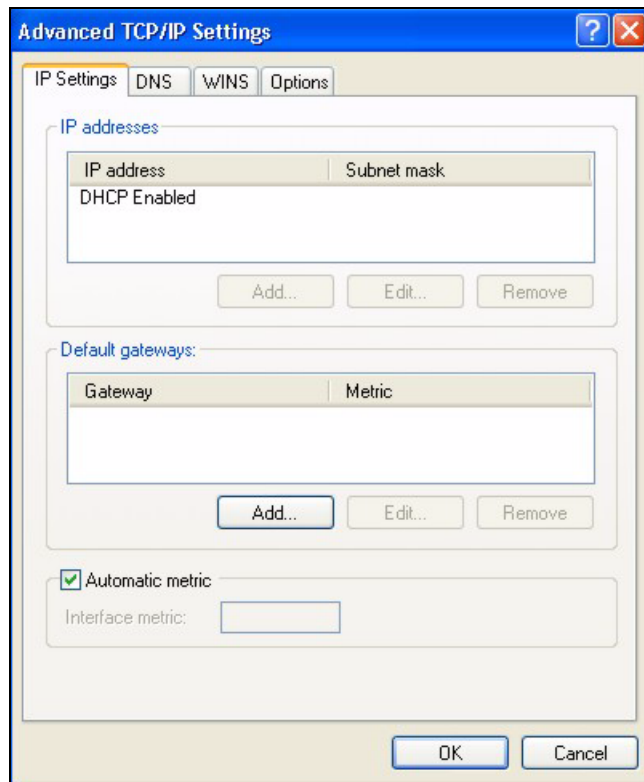 Advanced TCP/IP Settings
IP Settings DNS WINS Options
IP addresses
IP address Subnet mask
DHCP Enabled
Add... Edit... Remove
Default gateways:
Gateway Metric
Add... Edit... Remove
Automatic metric
Interface metric:
OK Cancel